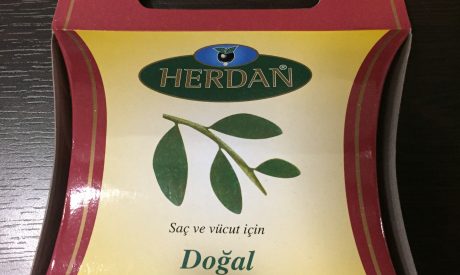 HERDAN®
Saç ve vücut için
Doğal